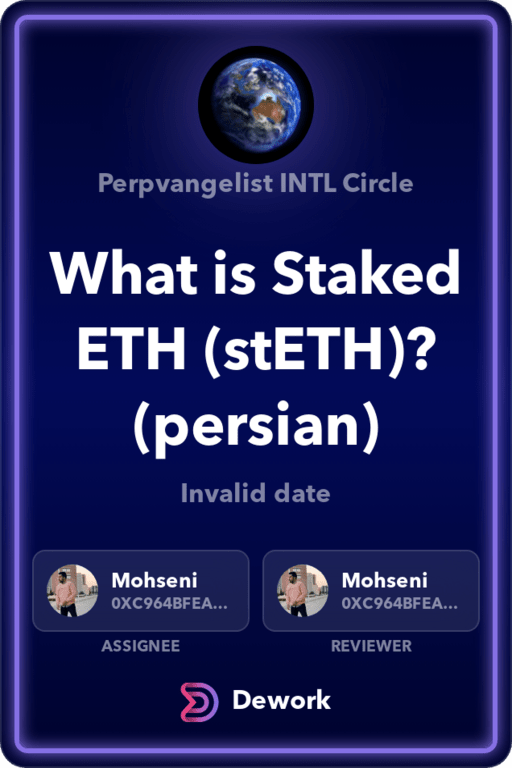 Perpvangelist INTL Circle
What is Staked
ETH (stETH)?
(persian)
Invalid date
Mohseni
0XC964BFEA...
ASSIGNEE
Mohseni
0XC964BFEA...
REVIEWER
Dework